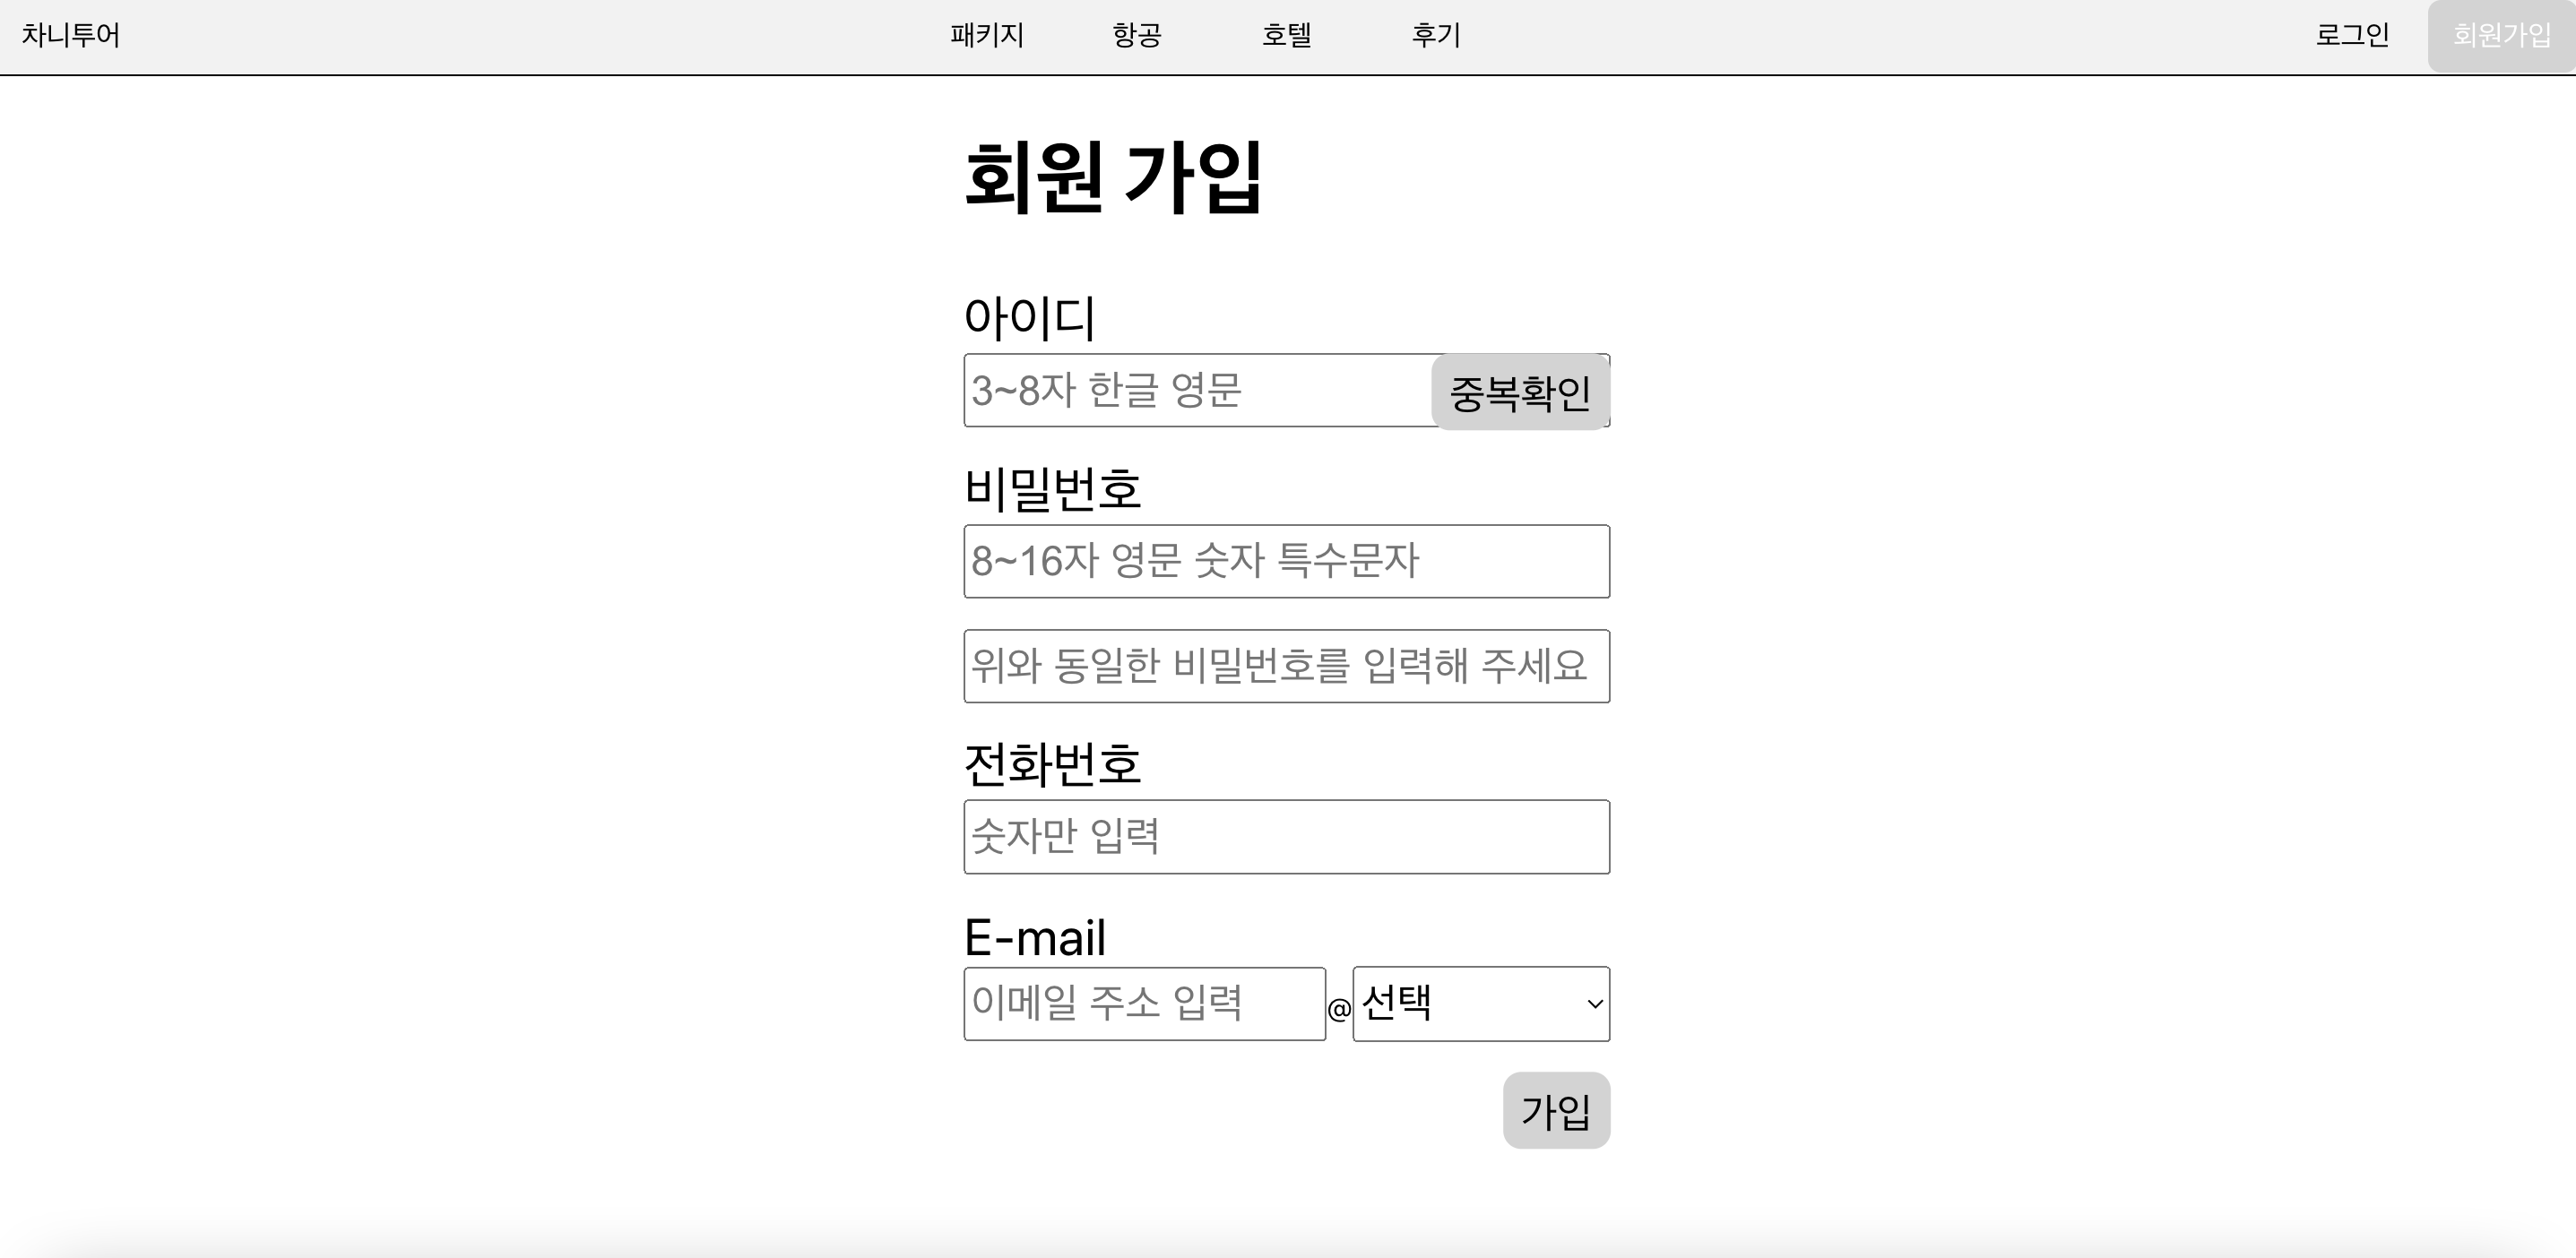 차니투어 패키지 항공 호텔 후기 로그인 회원가입
회원 가입
아이디
3~8자 한글 영문 중복확인
비밀번호
8~16자 영문 숫자 특수문자
위와 동일한 비밀번호를 입력해 주세요
전화번호
숫자만 입력
E-mail
이메일 주소 입력 @ 선택
가입